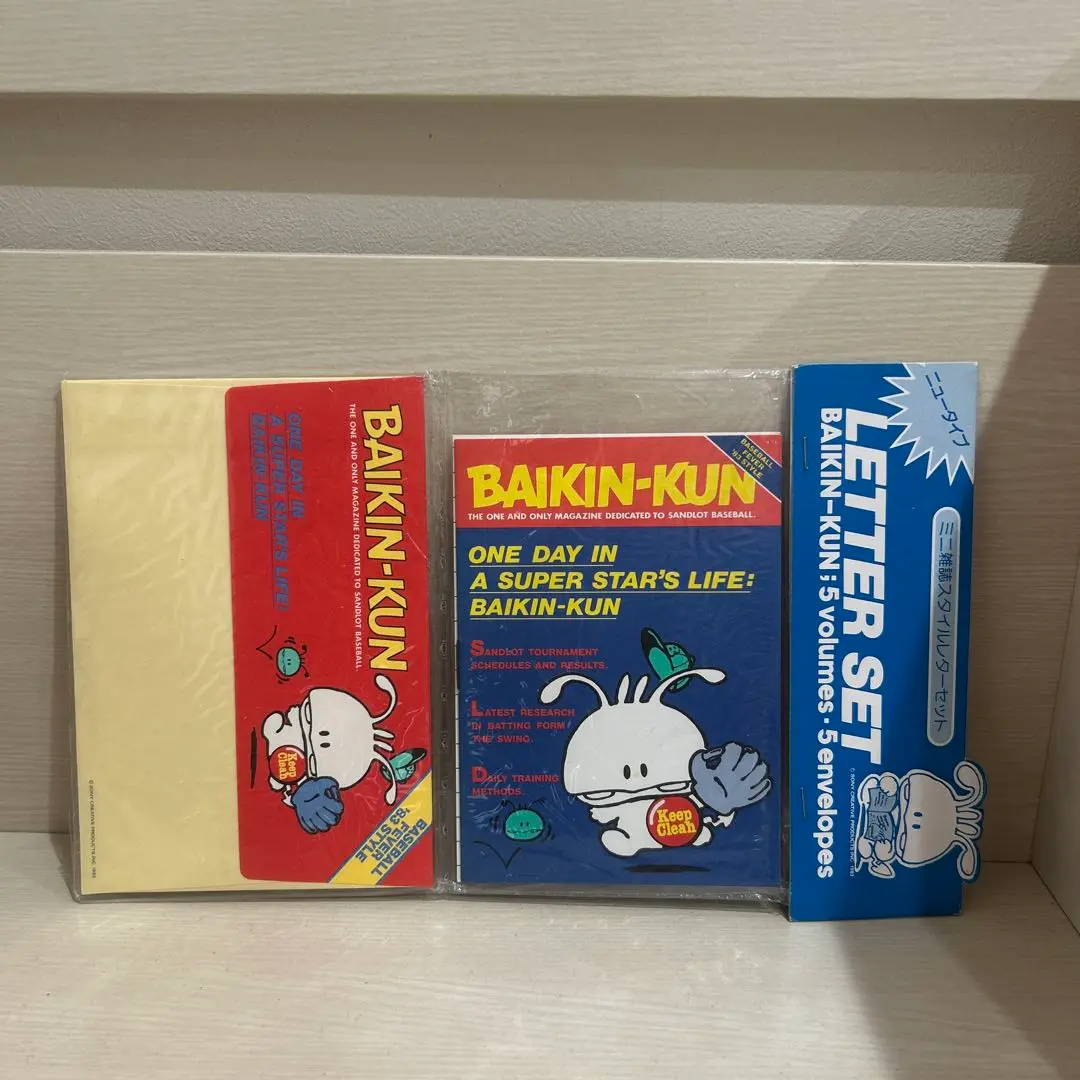 BAIKIN-KUN
THE ONE AND ONLY MAGAZINE DEDICATED TO SANDLOT BASEBALL.
ONE DAY IN
A SUPER STAR'S LIFE:
BAIKIN-KUN
Keep
Clean
BASEBALL
FEVER
'83 STYLE
BASEBALL
FEVER
'83 STYLE
BAIKIN-KUN
THE ONE AND ONLY MAGAZINE DEDICATED TO SANDLOT BASEBALL.
ONE DAY IN
A SUPER STAR'S LIFE:
BAIKIN-KUN
SANDLOT TOURNAMENT
SCHEDULES AND RESULTS.
LATEST RESEARCH
IN BATTING FORM
THE SWING.
DAILY TRAINING
METHODS.
Keep
Clean
ニュータイプ
ミニ雑誌スタイルレターセット
LETTER SET
BAIKIN-KUN; 5 volumes · 5 envelopes
© SONY CREATIVE PRODUCTS INC.